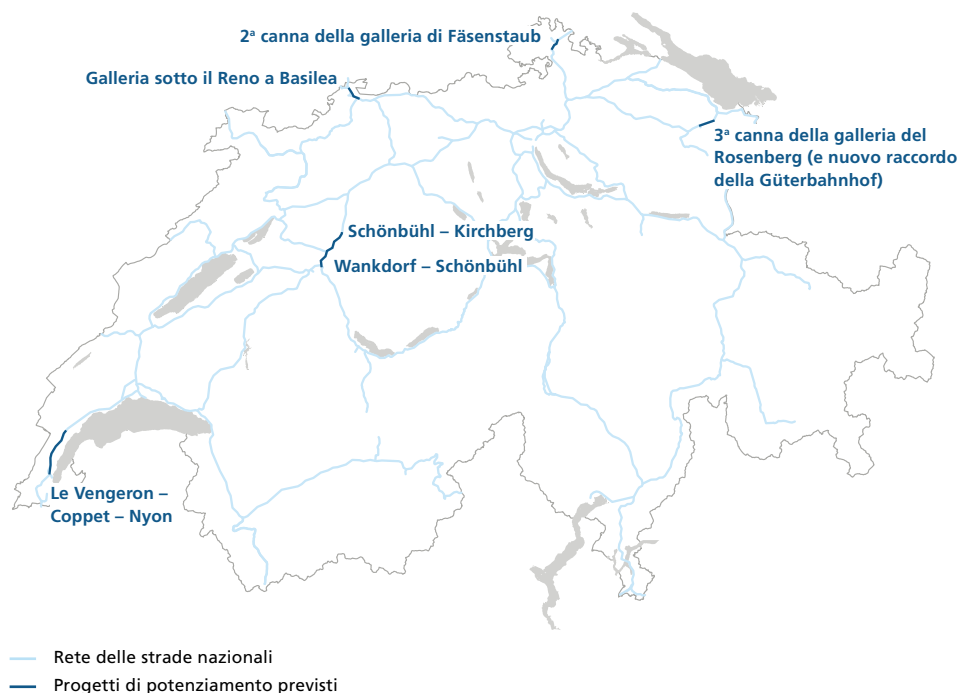 2ª canna della galleria di Fäsenstaub
Galleria sotto il Reno a Basilea
3ª canna della galleria del
Rosenberg (e nuovo raccordo
della Güterbahnhof)
Schönbühl – Kirchberg
Wankdorf – Schönbühl
Le Vengeron –
Coppet – Nyon
Rete delle strade nazionali
Progetti di potenziamento previsti